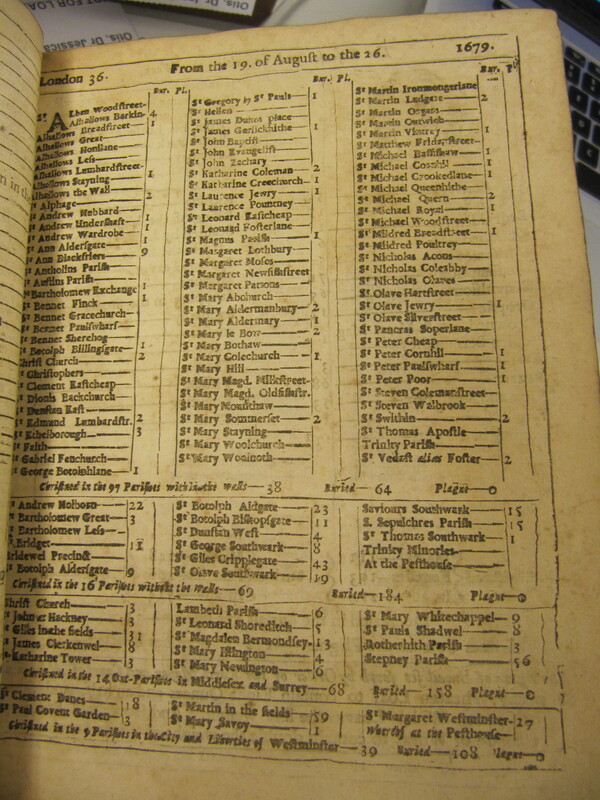 London 36. From the 19. of August to the 26. 1679.
Bur. Pl.
St Alban Woodstreet
Alhallows Barkin 4
Alhallows Breadstreet 1
Alhallows Great
Alhallows Honilane
Alhallows Less
Alhallows Lumbardstreet
Alhallows Stayning 1
Alhallows the Wall 2
St Alphage
St Andrew Hubbard 1
St Andrew Undershaft 1
St Andrew Wardrobe 1
St Ann Aldersgate 1
St Ann Blackfriers 9
St Antholins Parish
St Austins Parish
St Bartholomew Exchange 1
St Bennet Finck 1
St Bennet Gracechurch
St Bennet Paulswharf
St Bennet Sherehog
St Botolph Billingsgate 1
Christ Church 2
St Christophers
St Clement Eastcheap
St Dionis Backchurch
St Dunstan East
St Edmund Lumbardstr. 2
St Ethelborough 3
St Faith
St Gabriel Fenchurch
St George Botolphlane 1
Bur. Pl.
St Gregory by St Pauls 1
St Hellen
St James Dukes place
St James Garlickhithe 1
St John Baptist
St John Evangelist
St John Zachary
St Katharine Coleman 2
St Katharine Creechurch 1
St Laurence Jewry 1
St Laurence Pountney
St Leonard Eastcheap
St Leonard Fosterlane
St Magnus Parish 1
St Margaret Lothbury
St Margaret Moses
St Margaret Newfishstreet
St Margaret Pattons
St Mary Abchurch
St Mary Aldermanbury 2
St Mary Aldermary 1
St Mary le Bow 2
St Mary Bothaw
St Mary Colechurch 1
St Mary Hill
St Mary Magd. Milkstreet
St Mary Magd. Oldfishstr.
St Mary Mounthaw
St Mary Sommerset 2
St Mary Stayning
St Mary Woolchurch
St Mary Woolnoth
Bur. Pl.
St Martin Ironmongerlane
St Martin Ludgate 2
St Martin Orgars
St Martin Outwich
St Martin Vintrey 1
St Matthew Fridaystreet
St Michael Bassishaw 1
St Michael Cornhil 1
St Michael Crookedlane 1
St Michael Queenhithe
St Michael Quern 2
St Michael Royal 1
St Michael Woodstreet
St Mildred Breadstreet 1
St Mildred Poultrey
St Nicholas Acons
St Nicholas Coleabby
St Nicholas Olaves
St Olave Hartstreet
St Olave Jewry 1
St Olave Silverstreet
St Pancras Soperlane
St Peter Cheap
St Peter Cornhil 1
St Peter Paulswharf 1
St Peter Poor 1
St Steven Colemanstreet
St Steven Walbrook
St Swithin 2
St Thomas Apostle
Trinity Parish
St Vedast alias Foster 2
Christned in the 97 Parishes within the walls 38 Buried 64 Plague 0
St Andrew Holborn 22
St Bartholomew Great 3
St Bartholomew Less
St Bridget 11
Bridewel Precinct
St Botolph Aldersgate 9
St Botolph Aldgate 23
St Botolph Bishopsgate 11
St Dunstan West 4
St George Southwark 8
St Giles Cripplegate 43
St Olave Southwark 19
Saviours Southwark 15
S. Sepulchres Parish 15
St Thomas Southwark 1
Trinity Minories
At the Pesthouse
Christned in the 16 Parishes without the walls 69 Buried 184 Plague 0
Christ Church 3
St John at Hackney 3
St Giles in the fields 31
St James Clerkenwel 8
St Katharine Tower 3
Lambeth Parish 6
St Leonard Shoreditch 5
St Magdalen Bermondsey 13
St Mary Islington 4
St Mary Newington 6
St Mary Whitechappel 9
St Pauls Shadwel 8
Rotherhith Parish 3
Stepney Parish 56
Christned in the 14 Out-Parishes in Middlesex and Surrey 68 Buried 158 Plague 0
St Clement Danes 18
St Paul Covent Garden 3
St Martin in the fields 59
St Mary Savoy 1
St Margaret Westminster 27
Whereof at the Pesthouse
Christned in the 5 Parishes in the City and Liberties of Westminster 39 Buried 108 Plague 0